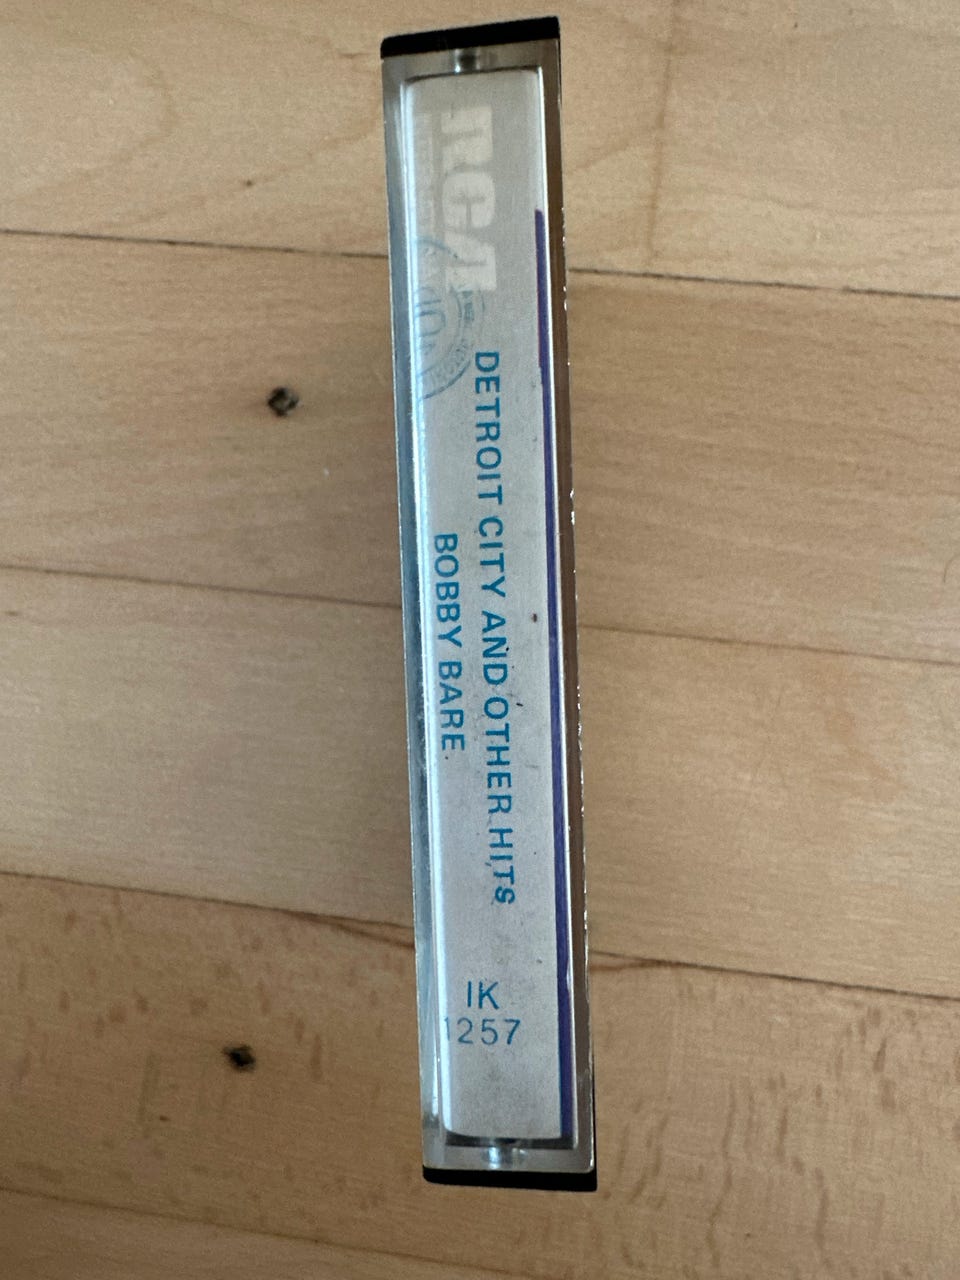 RCA
DETROIT CITY AND OTHER HITS
BOBBY BARE
IK
1257